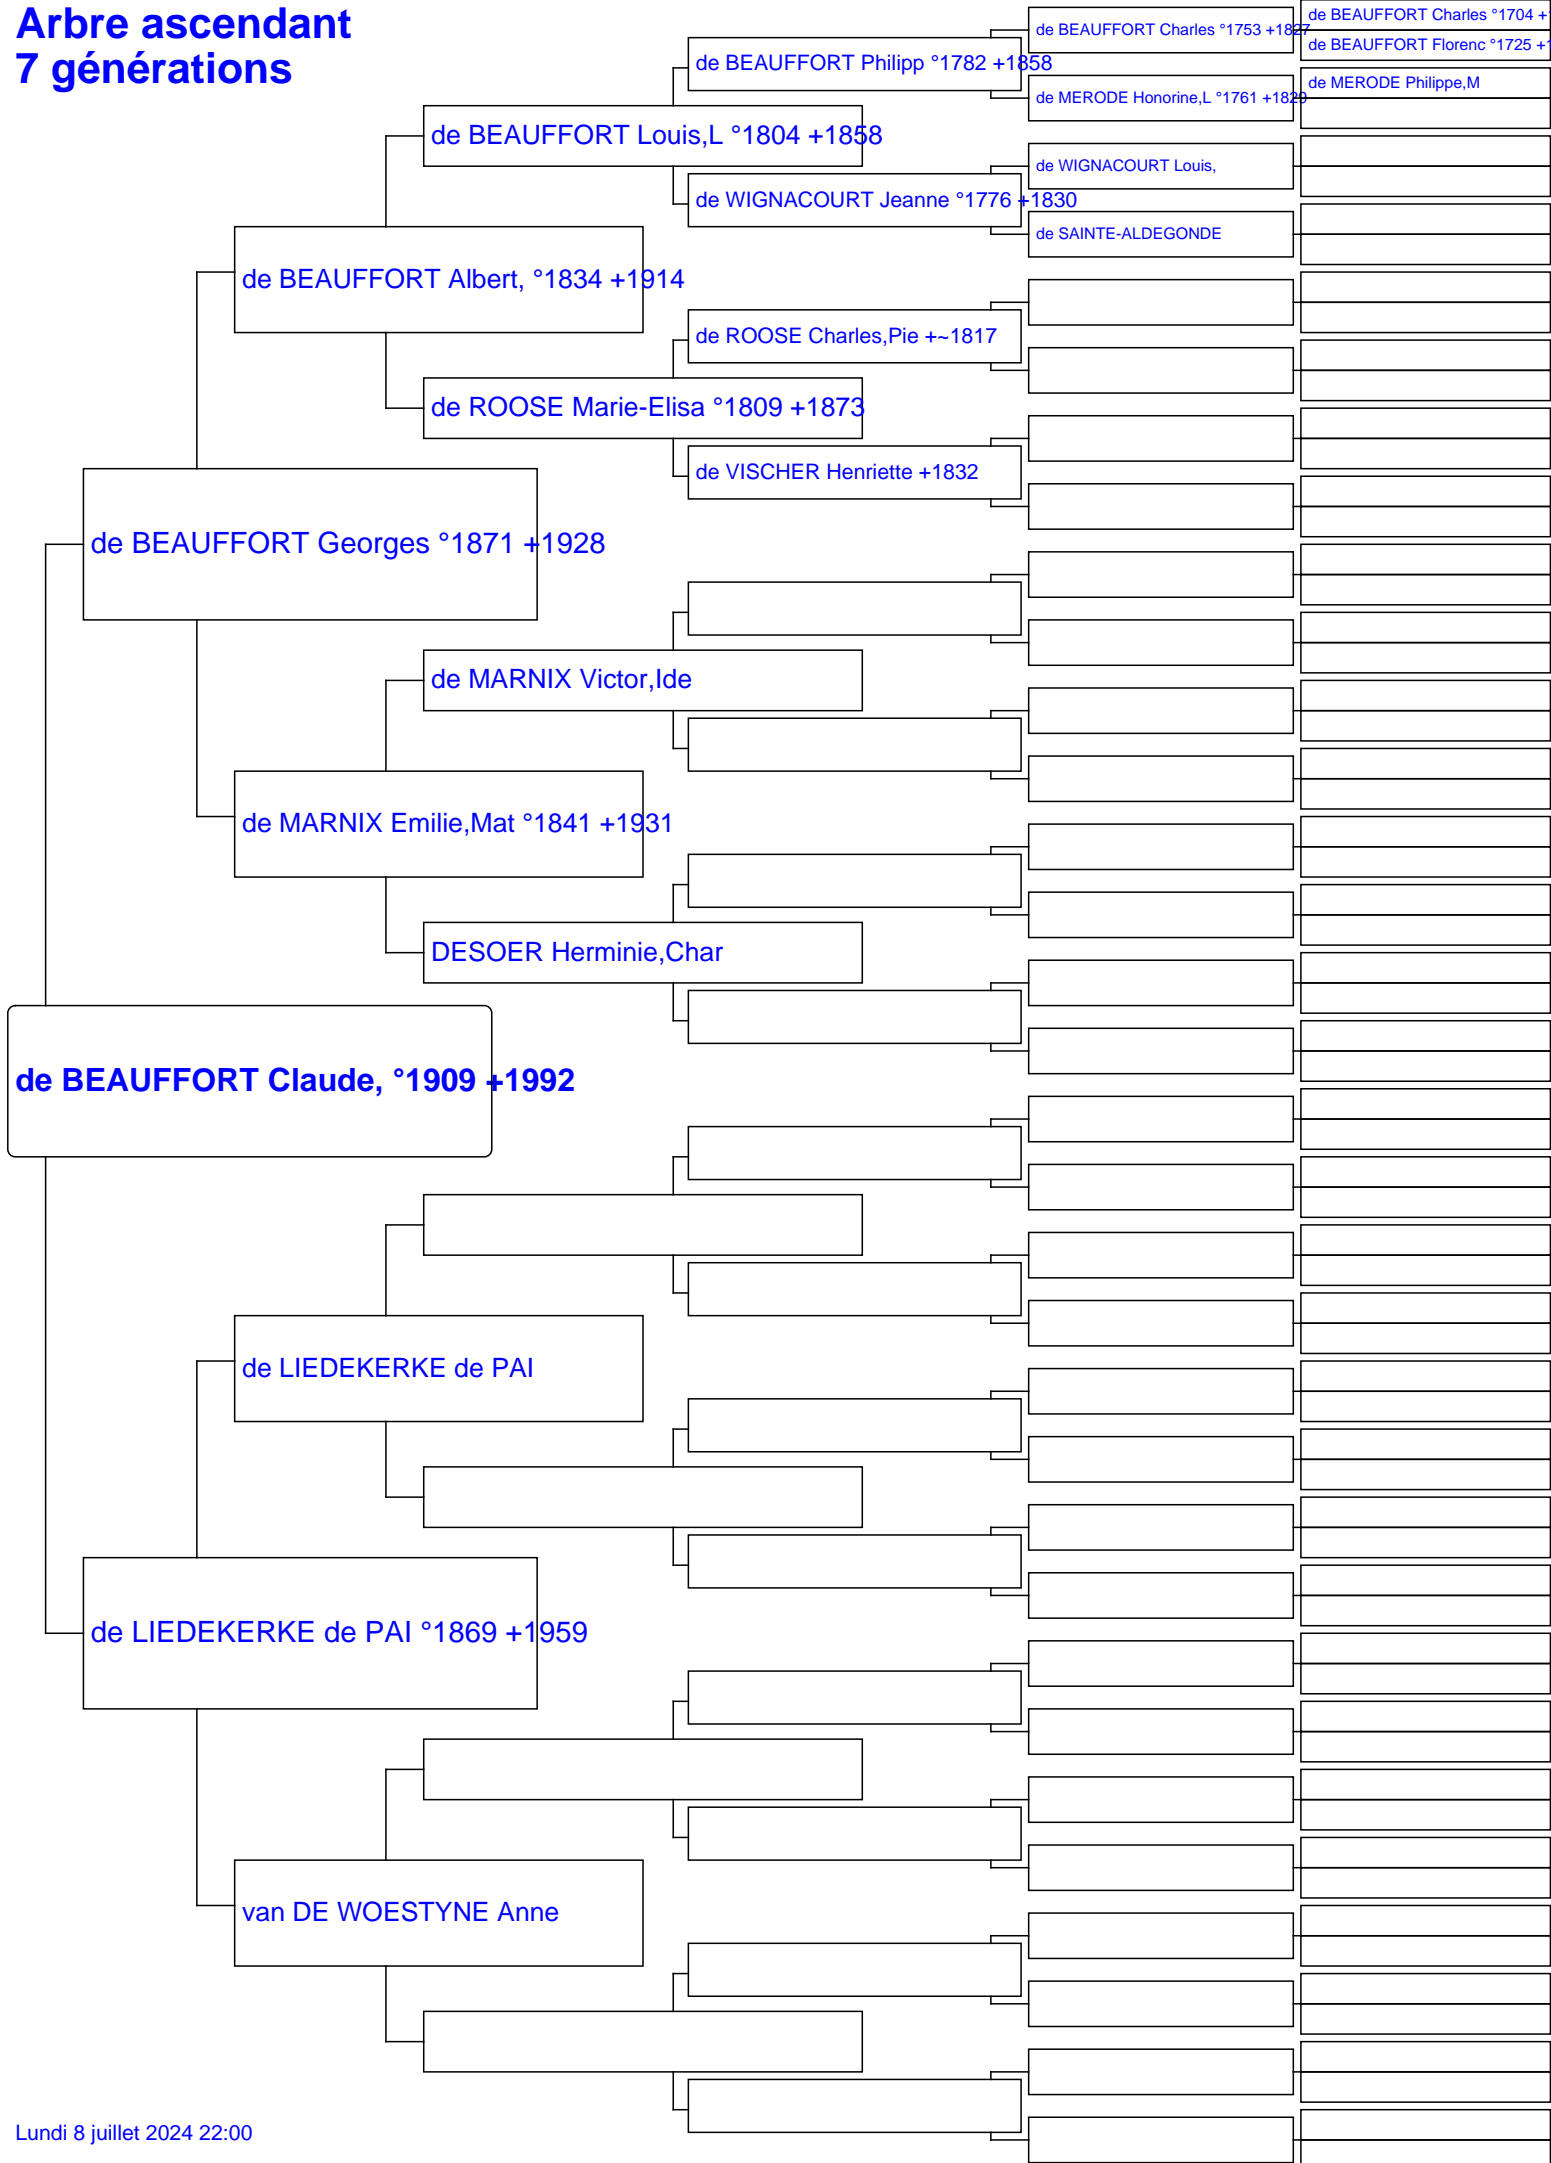 Arbre ascendant
7 générations
de BEAUFFORT Charles °1704 +
de BEAUFFORT Charles °1753 +1827
de BEAUFFORT Florenc °1725 +1
de BEAUFFORT Philipp °1782 +1858
de MERODE Philippe,M
de MERODE Honorine,L °1761 +1829
de BEAUFFORT Louis,L °1804 +1858
de WIGNACOURT Louis,
de WIGNACOURT Jeanne °1776 +1830
de SAINTE-ALDEGONDE
de BEAUFFORT Albert, °1834 +1914
de ROOSE Charles,Pie +~1817
de ROOSE Marie-Elisa °1809 +1873
de VISCHER Henriette +1832
de BEAUFFORT Georges °1871 +1928
de MARNIX Victor,Ide
de MARNIX Emilie,Mat °1841 +1931
DESOER Herminie,Char
de BEAUFFORT Claude, °1909 +1992
de LIEDEKERKE de PAI
de LIEDEKERKE de PAI °1869 +1959
van DE WOESTYNE Anne
Lundi 8 juillet 2024 22:00